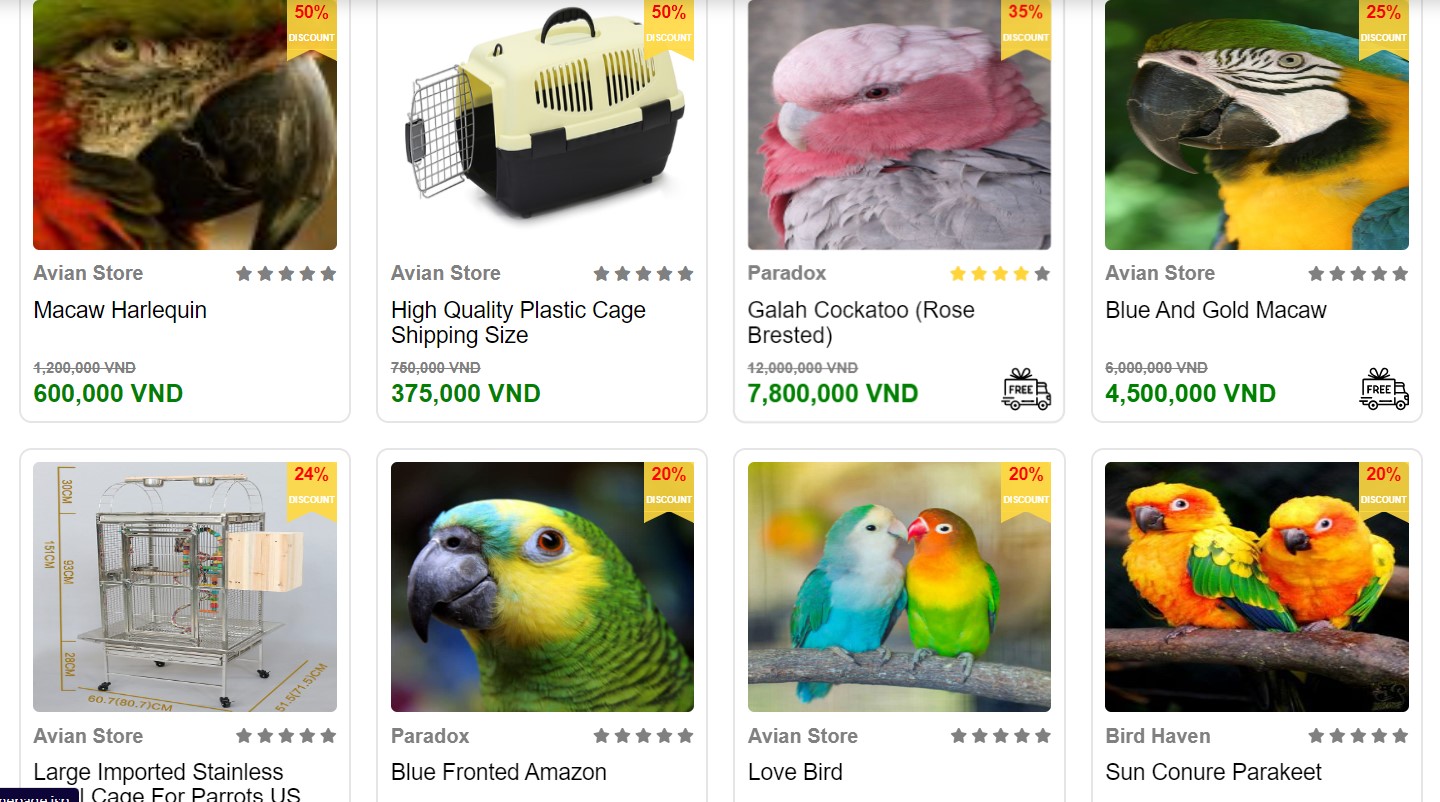 50%
DISCOUNT
50%
DISCOUNT
35%
DISCOUNT
25%
DISCOUNT
Avian Store
Macaw Harlequin
1,200,000 VND
600,000 VND
Avian Store
High Quality Plastic Cage
Shipping Size
750,000 VND
375,000 VND
Paradox
Galah Cockatoo (Rose
Brested)
12,000,000 VND
7,800,000 VND
FREE
Avian Store
Blue And Gold Macaw
6,000,000 VND
4,500,000 VND
FREE
24%
DISCOUNT
30CM
151CM
93CM
28CM
60.7(80.7)CM
51.5(71.5)CM
20%
DISCOUNT
20%
DISCOUNT
20%
DISCOUNT
Avian Store
Large Imported Stainless
Cage For Parrots US
Paradox
Blue Fronted Amazon
Avian Store
Love Bird
Bird Haven
Sun Conure Parakeet